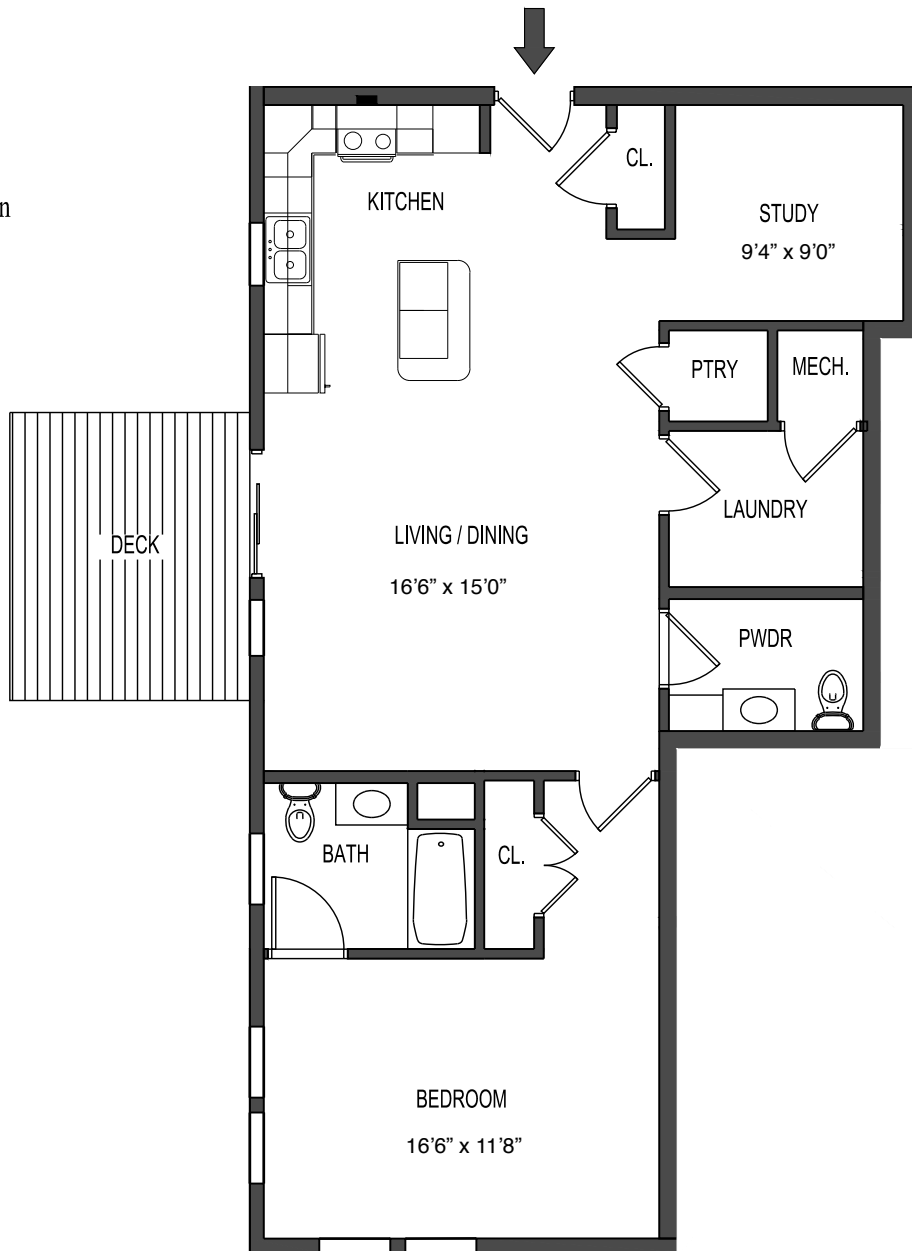 n
KITCHEN
CL.
STUDY
9’4” x 9’0”
PTRY
MECH.
DECK
LIVING / DINING
16’6” x 15’0”
LAUNDRY
PWDR
BATH
CL.
BEDROOM
16’6” x 11’8”